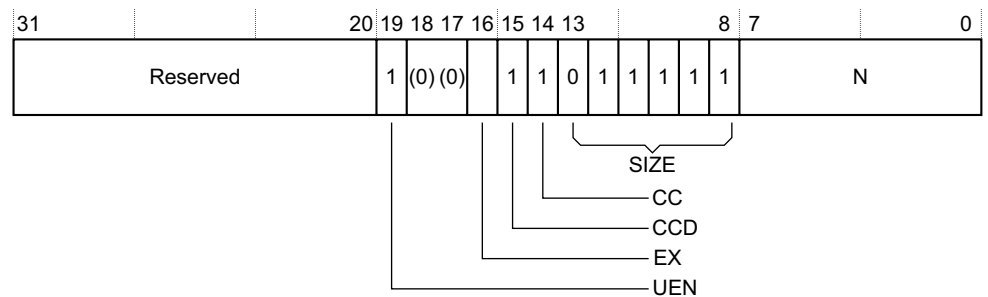 31 20 19 18 17 16 15 14 13 8 7 0
Reserved 1 (0) (0) 1 1 0 1 1 1 1 1 N
SIZE
CC
CCD
EX
UEN